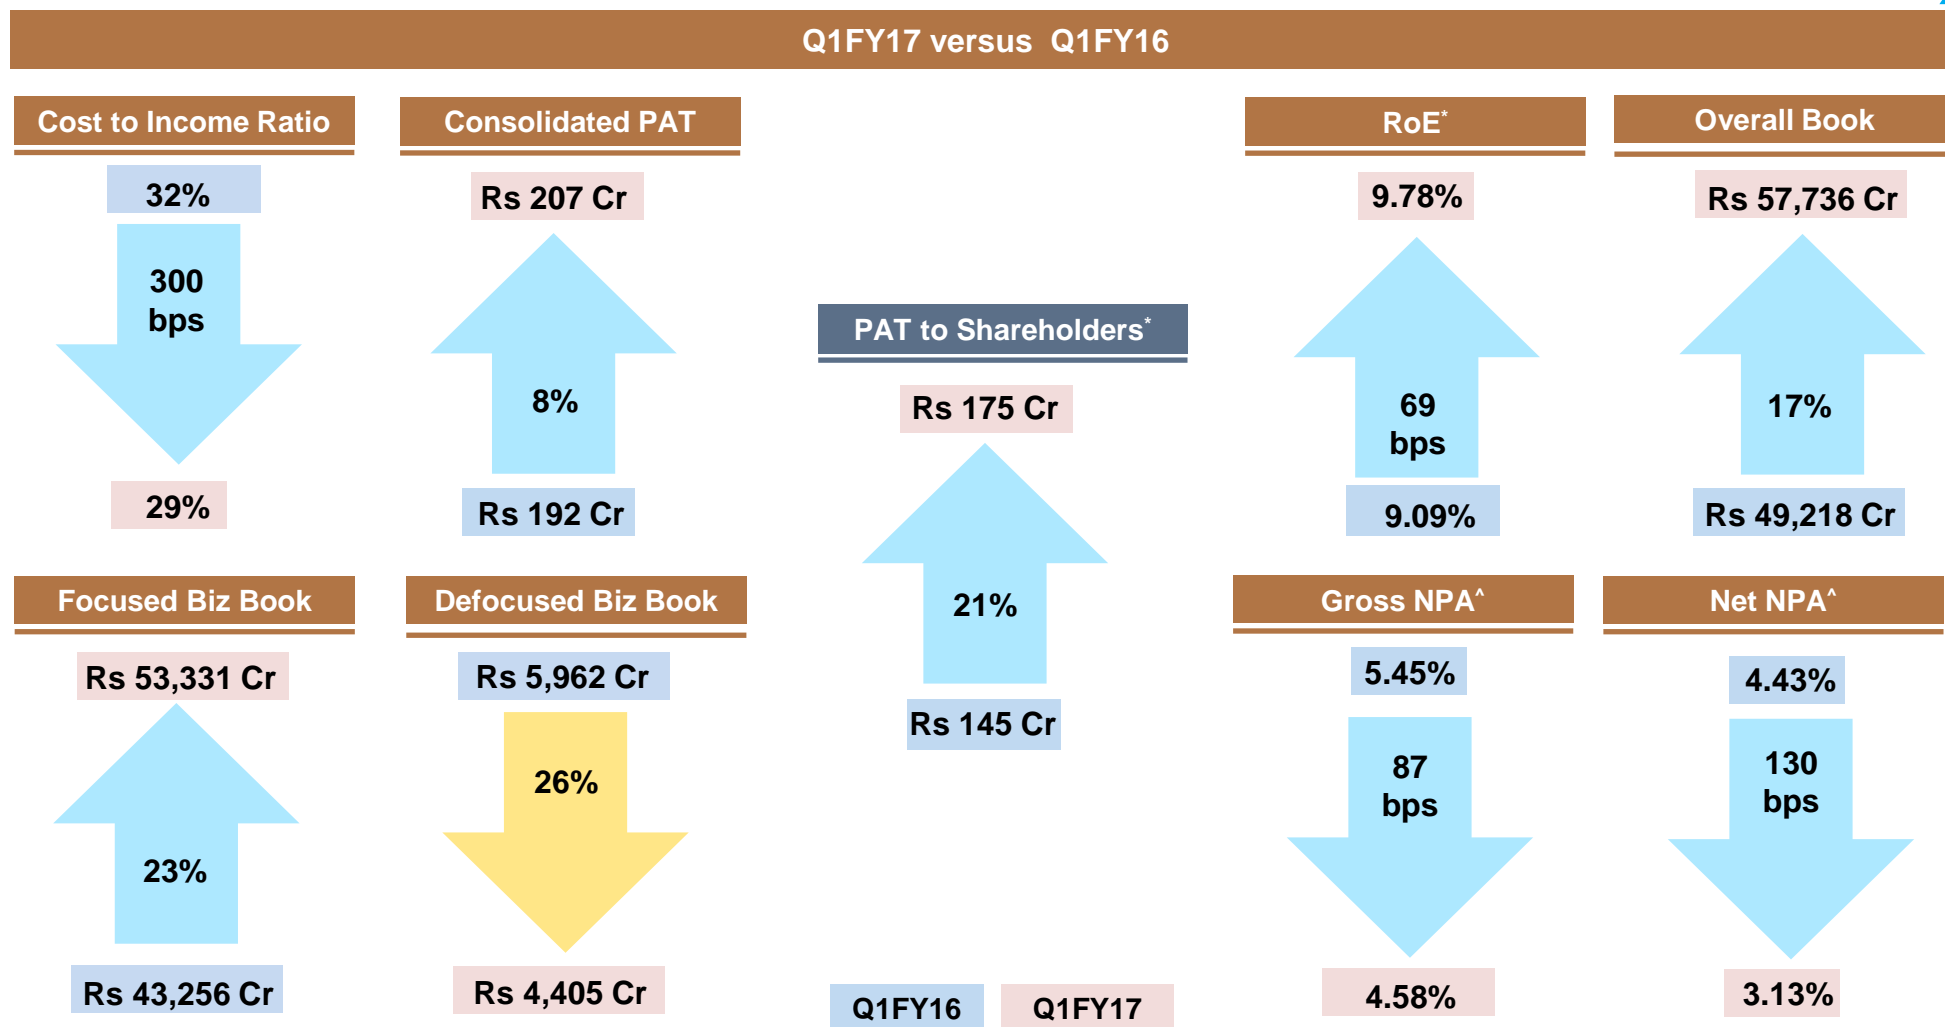 Q1FY17 versus Q1FY16
Cost to Income Ratio
32%
300
bps
29%
Consolidated PAT
Rs 207 Cr
8%
Rs 192 Cr
PAT to Shareholders*
Rs 175 Cr
21%
Rs 145 Cr
RoE*
9.78%
69
bps
9.09%
Overall Book
Rs 57,736 Cr
17%
Rs 49,218 Cr
Focused Biz Book
Rs 53,331 Cr
23%
Rs 43,256 Cr
Defocused Biz Book
Rs 5,962 Cr
26%
Rs 4,405 Cr
Gross NPA^
5.45%
87
bps
4.58%
Net NPA^
4.43%
130
bps
3.13%
Q1FY16
Q1FY17